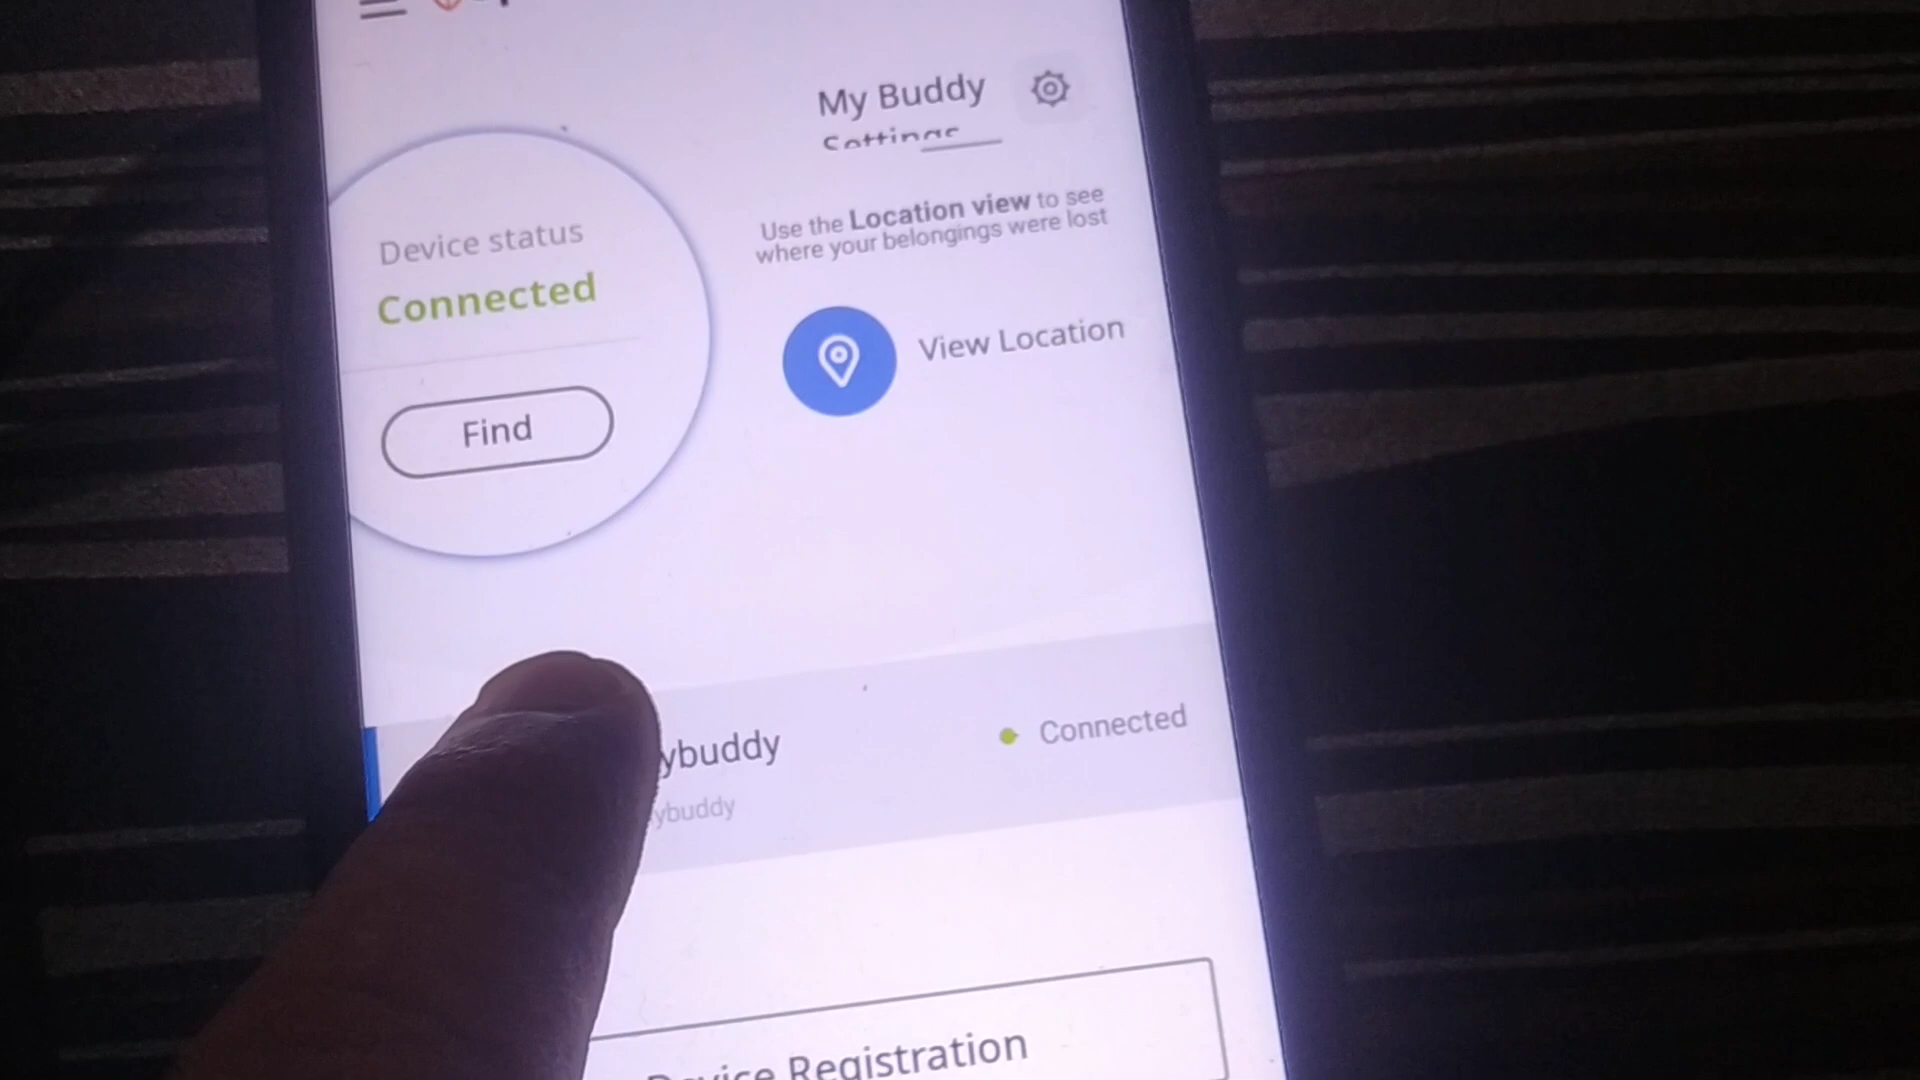 My Buddy
Settings
Device status
Connected
Use the Location view to see
where your belongings were lost
View Location
Find
ybuddy
Connected
ybuddy
Device Registration